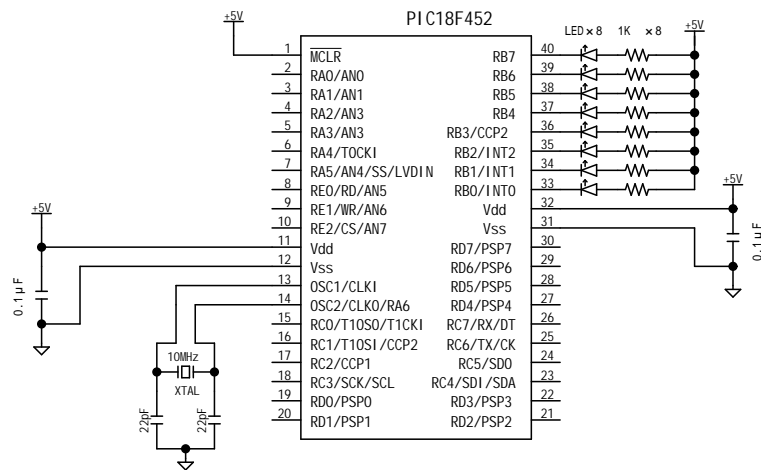 PIC18F452
+5V
+5V
LED×8 1K ×8
1 MCLR RB7 40
2 RA0/AN0 RB6 39
3 RA1/AN1 RB5 38
4 RA2/AN3 RB4 37
5 RA3/AN3 RB3/CCP2 36
6 RA4/TOCKI RB2/INT2 35
7 RA5/AN4/SS/LVDIN RB1/INT1 34
8 RE0/RD/AN5 RB0/INT0 33
9 RE1/WR/AN6 Vdd 32
10 RE2/CS/AN7 Vss 31
11 Vdd RD7/PSP7 30
12 Vss RD6/PSP6 29
13 OSC1/CLKI RD5/PSP5 28
14 OSC2/CLKO/RA6 RD4/PSP4 27
15 RC0/T1OSO/T1CKI RC7/RX/DT 26
16 RC1/T1OSI/CCP2 RC6/TX/CK 25
17 RC2/CCP1 RC5/SDO 24
18 RC3/SCK/SCL RC4/SDI/SDA 23
19 RD0/PSP0 RD3/PSP3 22
20 RD1/PSP1 RD2/PSP2 21
+5V
0.1μF
+5V
0.1μF
10MHz
XTAL
22pF
22pF